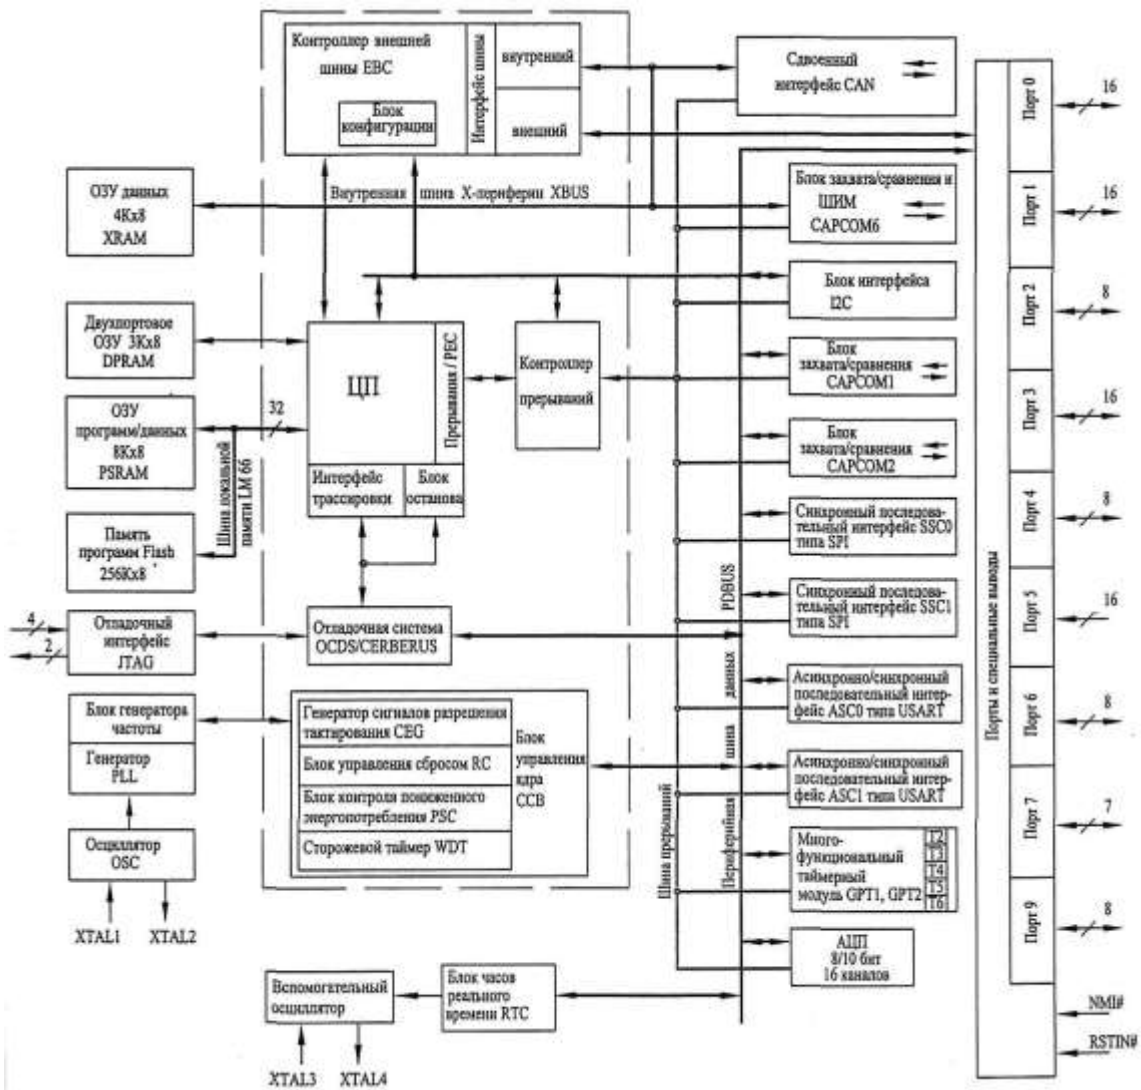 Контроллер внешней
шины EBC
Блок
конфигурации
Интерфейс шины
внутренний
внешний
Сдвоенный
интерфейс CAN
ОЗУ данных
4Kx8
XRAM
Внутренная шина X-периферии XBUS
Блок захвата/сравнения и
ШИМ
CAPCOM6
Блок интерфейса
I2C
Двухпортовое
ОЗУ 3Kx8
DPRAM
ЦП
Прерывания / PEC
Контроллер
прерываний
Блок
захвата/сравнения
CAPCOM1
ОЗУ
программ/данных
8Kx8
PSRAM
32
Шина локальной
памяти LM 66
Интерфейс
трассировки
Блок
останова
Блок
захвата/сравнения
CAPCOM2
Память
программ Flash
256Kx8
Синхронный последова-
тельный интерфейс SSC0
типа SPI
4
2
Отладочный
интерфейс
JTAG
Отладочная система
OCDS/CERBERUS
Синхронный последова-
тельный интерфейс SSC1
типа SPI
Блок генератора
частоты
Генератор
PLL
Генератор сигналов разрешения
тактирования CEG
Блок управления сбросом RC
Блок контроля пониженного
энергопотребления PSC
Сторожевой таймер WDT
Блок
управления
ядра
CCB
Асинхронно/синхронный
последовательный интер-
фейс ASC0 типа USART
Асинхронно/синхронный
последовательный интер-
фейс ASC1 типа USART
Осциллятор
OSC
XTAL1
XTAL2
Шина прерываний
Периферийная шина данных PDBUS
Много-
функциональный
таймерный
модуль GPT1, GPT2
T2
T3
T4
T5
T6
АЦП
8/10 бит
16 каналов
Вспомогательный
осциллятор
Блок часов
реального
времени RTC
XTAL3
XTAL4
Порты и специальные выводы
Порт 0
16
Порт 1
16
Порт 2
8
Порт 3
16
Порт 4
8
Порт 5
16
Порт 6
8
Порт 7
7
Порт 9
8
NMI#
RSTIN#